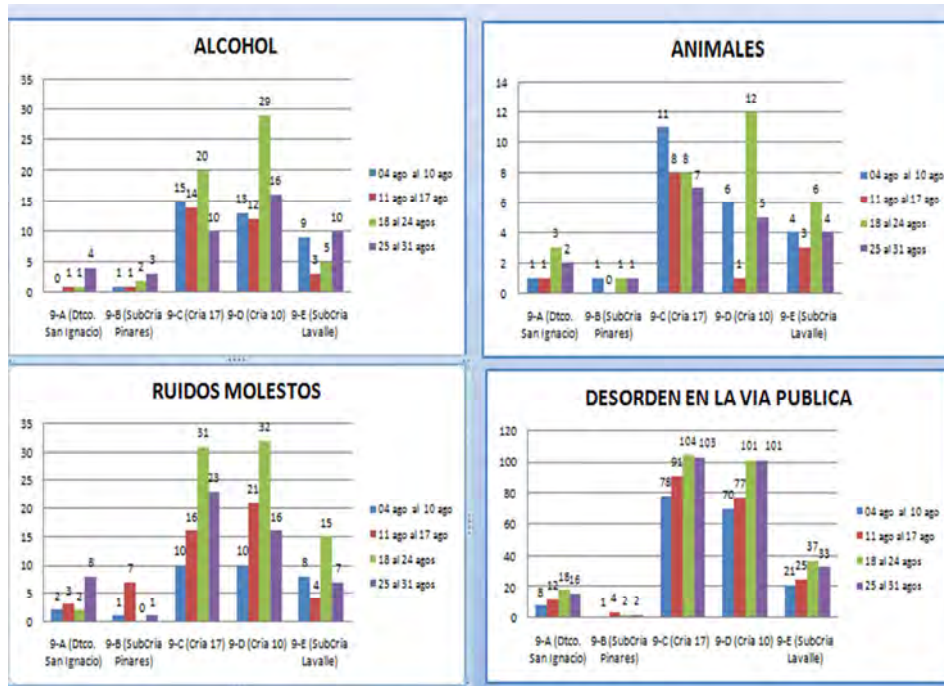 ALCOHOL
35
30
25
20
15
10
5
0
0 1 1 4
1 1 2 3
15 14 20 10
13 12 29 16
9 3 5 10
9-A (Dtco. San Ignacio)
9-B (SubCria Pinares)
9-C (Cria 17)
9-D (Cria 10)
9-E (SubCria Lavalle)
04 ago al 10 ago
11 ago al 17 ago
18 al 24 agos
25 al 31 agos
ANIMALES
14
12
10
8
6
4
2
0
1 1 3 2
1 0 1 1
11 8 8 7
6 1 12 5
4 3 6 4
9-A (Dtco. San Ignacio)
9-B (SubCria Pinares)
9-C (Cria 17)
9-D (Cria 10)
9-E (SubCria Lavalle)
04 ago al 10 ago
11 ago al 17 ago
18 al 24 agos
25 al 31 agos
RUIDOS MOLESTOS
35
30
25
20
15
10
5
0
2 3 2 8
1 7 0 1
10 16 31 23
10 21 32 16
8 4 15 7
9-A (Dtco. San Ignacio)
9-B (SubCria Pinares)
9-C (Cria 17)
9-D (Cria 10)
9-E (SubCria Lavalle)
04 ago al 10 ago
11 ago al 17 ago
18 al 24 agos
25 al 31 agos
DESORDEN EN LA VIA PUBLICA
120
100
80
60
40
20
0
8 12 18 16
1 4 2 2
78 91 104 103
70 77 101 101
21 25 37 33
9-A (Dtco. San Ignacio)
9-B (SubCria Pinares)
9-C (Cria 17)
9-D (Cria 10)
9-E (SubCria Lavalle)
04 ago al 10 ago
11 ago al 17 ago
18 al 24 agos
25 al 31 agos